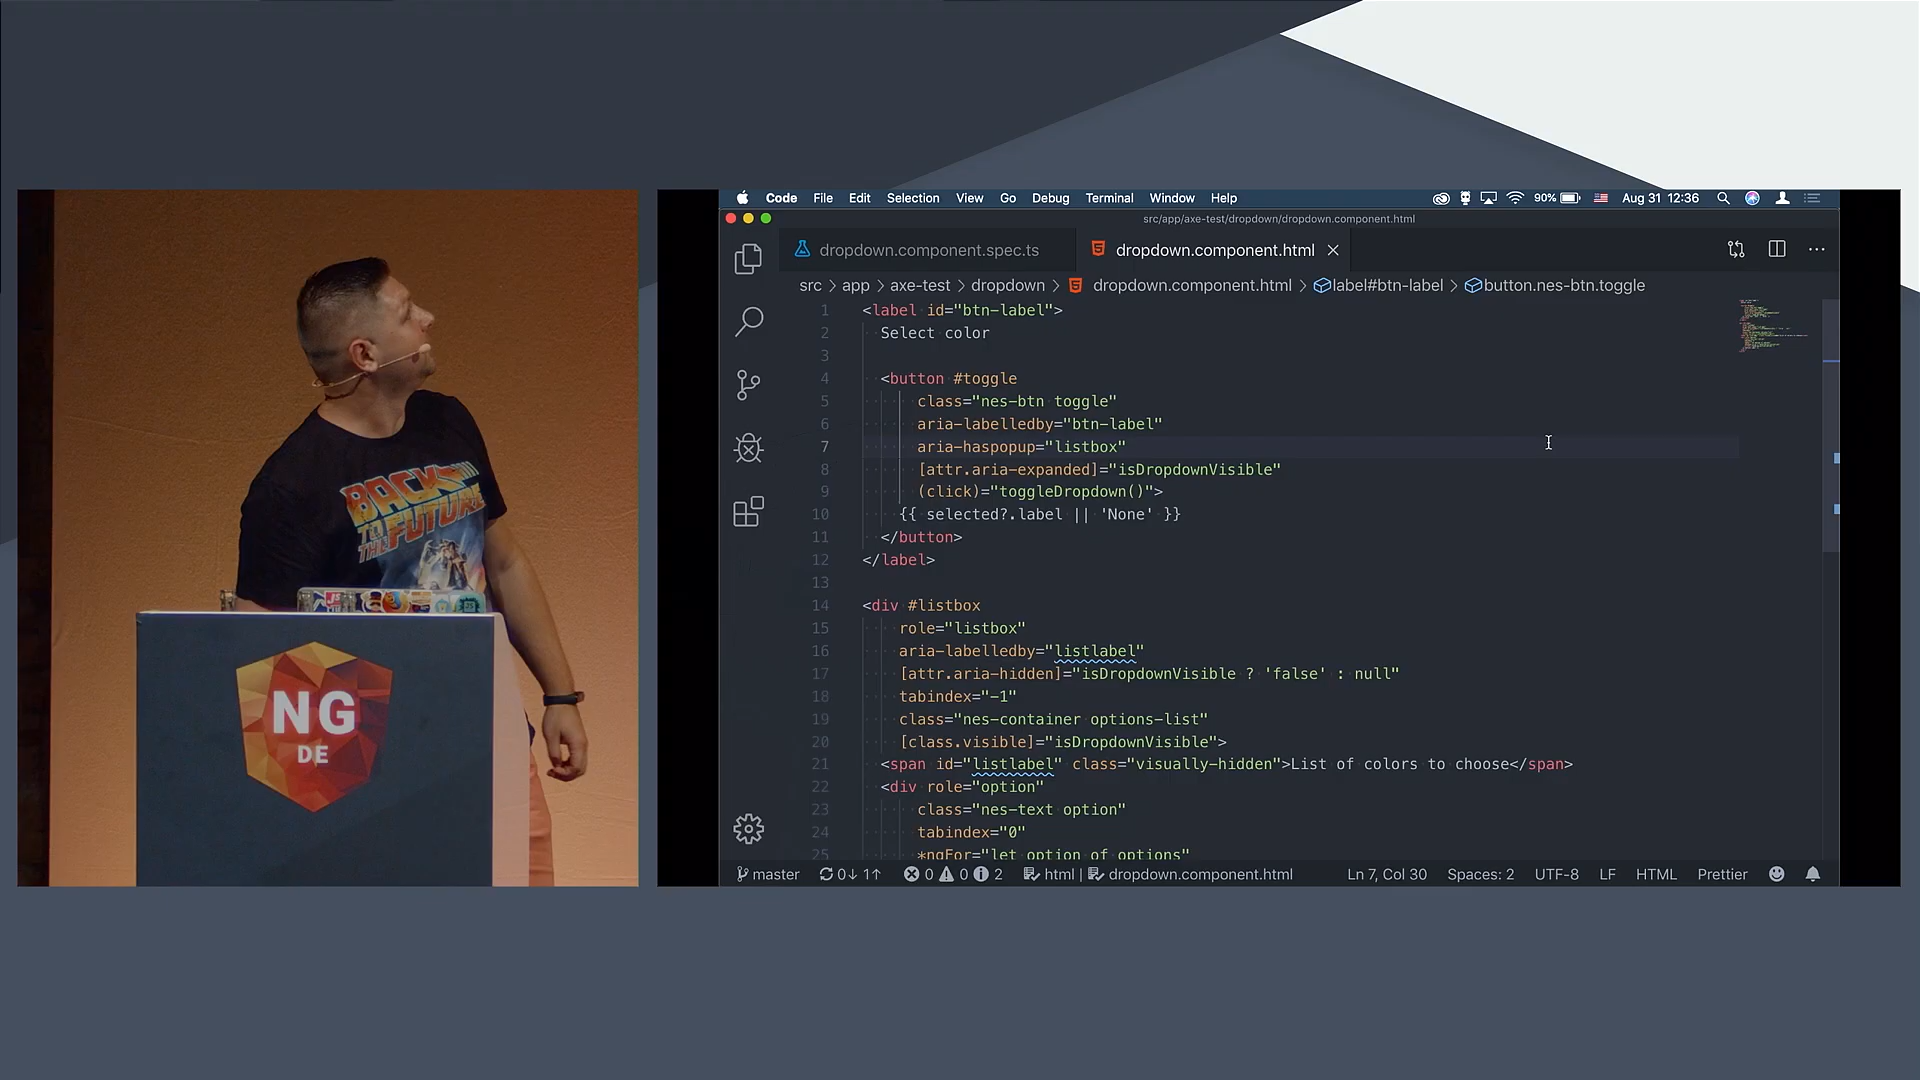 BACK
TO THE
FUTURE
JS
NG
DE
Code File Edit Selection View Go Debug Terminal Window Help 90% Aug 31 12:36
src/app/axe-test/dropdown/dropdown.component.html
dropdown.component.spec.ts dropdown.component.html
src > app > axe-test > dropdown > dropdown.component.html > label#btn-label > button.nes-btn.toggle
1 <label id="btn-label">
2 Select color
3
4 <button #toggle
5 class="nes-btn toggle"
6 aria-labelledby="btn-label"
7 aria-haspopup="listbox"
8 [attr.aria-expanded]="isDropdownVisible"
9 (click)="toggleDropdown()">
10 {{ selected?.label || 'None' }}
11 </button>
12 </label>
13
14 <div #listbox
15 role="listbox"
16 aria-labelledby="listlabel"
17 [attr.aria-hidden]="isDropdownVisible ? 'false' : null"
18 tabindex="-1"
19 class="nes-container options-list"
20 [class.visible]="isDropdownVisible">
21 <span id="listlabel" class="visually-hidden">List of colors to choose</span>
22 <div role="option"
23 class="nes-text option"
24 tabindex="0"
25 *ngFor="let option of options"
master 0↓ 1↑ 0 0 2 html | dropdown.component.html Ln 7, Col 30 Spaces: 2 UTF-8 LF HTML Prettier